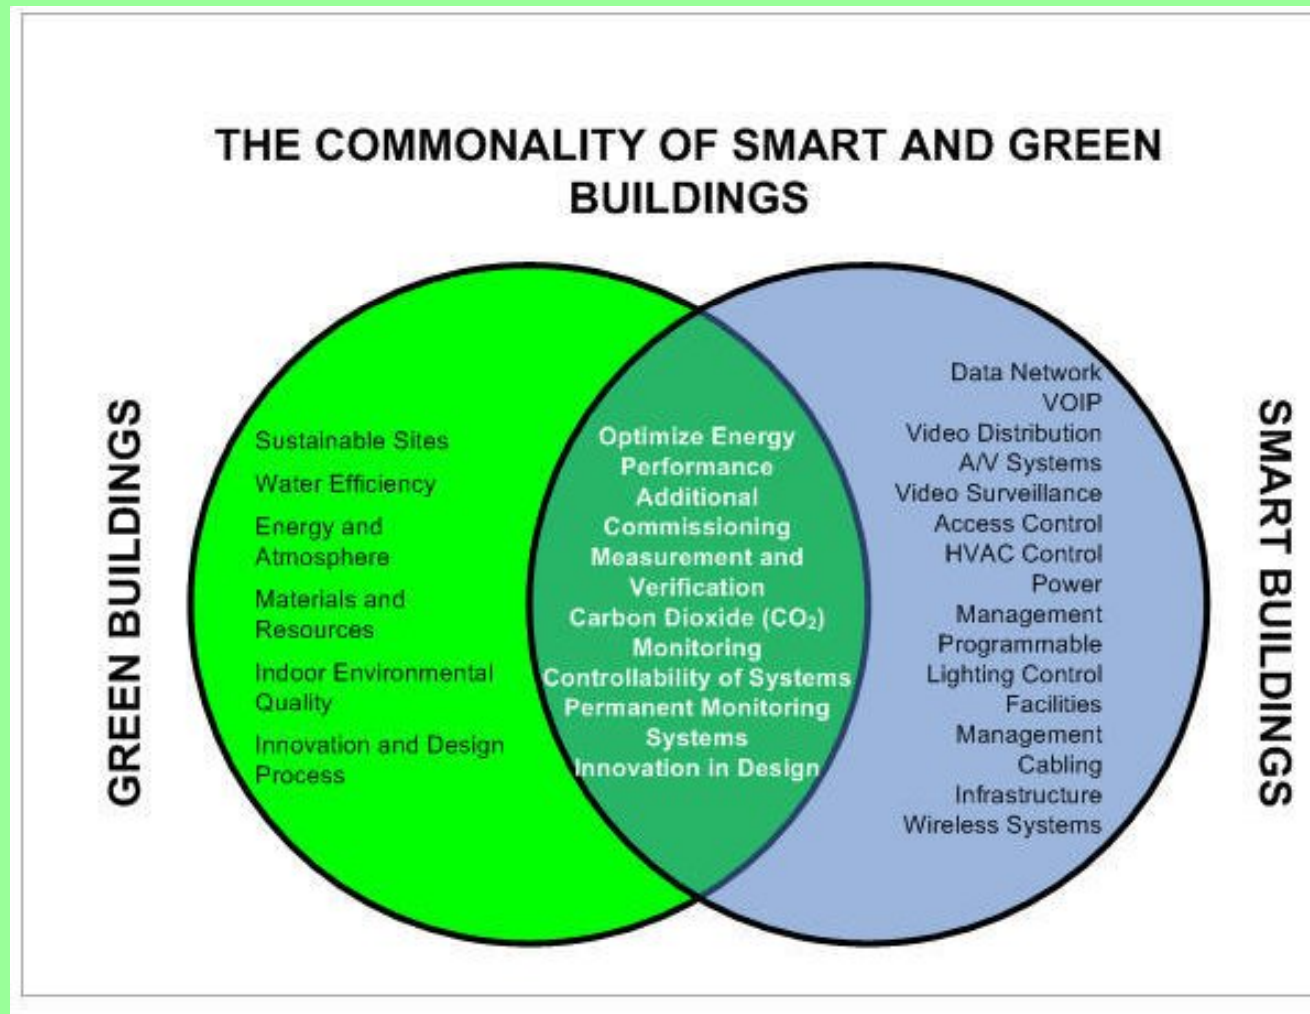 THE COMMONALITY OF SMART AND GREEN
BUILDINGS
GREEN BUILDINGS
Sustainable Sites
Water Efficiency
Energy and
Atmosphere
Materials and
Resources
Indoor Environmental
Quality
Innovation and Design
Process
Optimize Energy
Performance
Additional
Commissioning
Measurement and
Verification
Carbon Dioxide (CO₂)
Monitoring
Controllability of Systems
Permanent Monitoring
Systems
Innovation in Design
Data Network
VOIP
Video Distribution
A/V Systems
Video Surveillance
Access Control
HVAC Control
Power
Management
Programmable
Lighting Control
Facilities
Management
Cabling
Infrastructure
Wireless Systems
SMART BUILDINGS